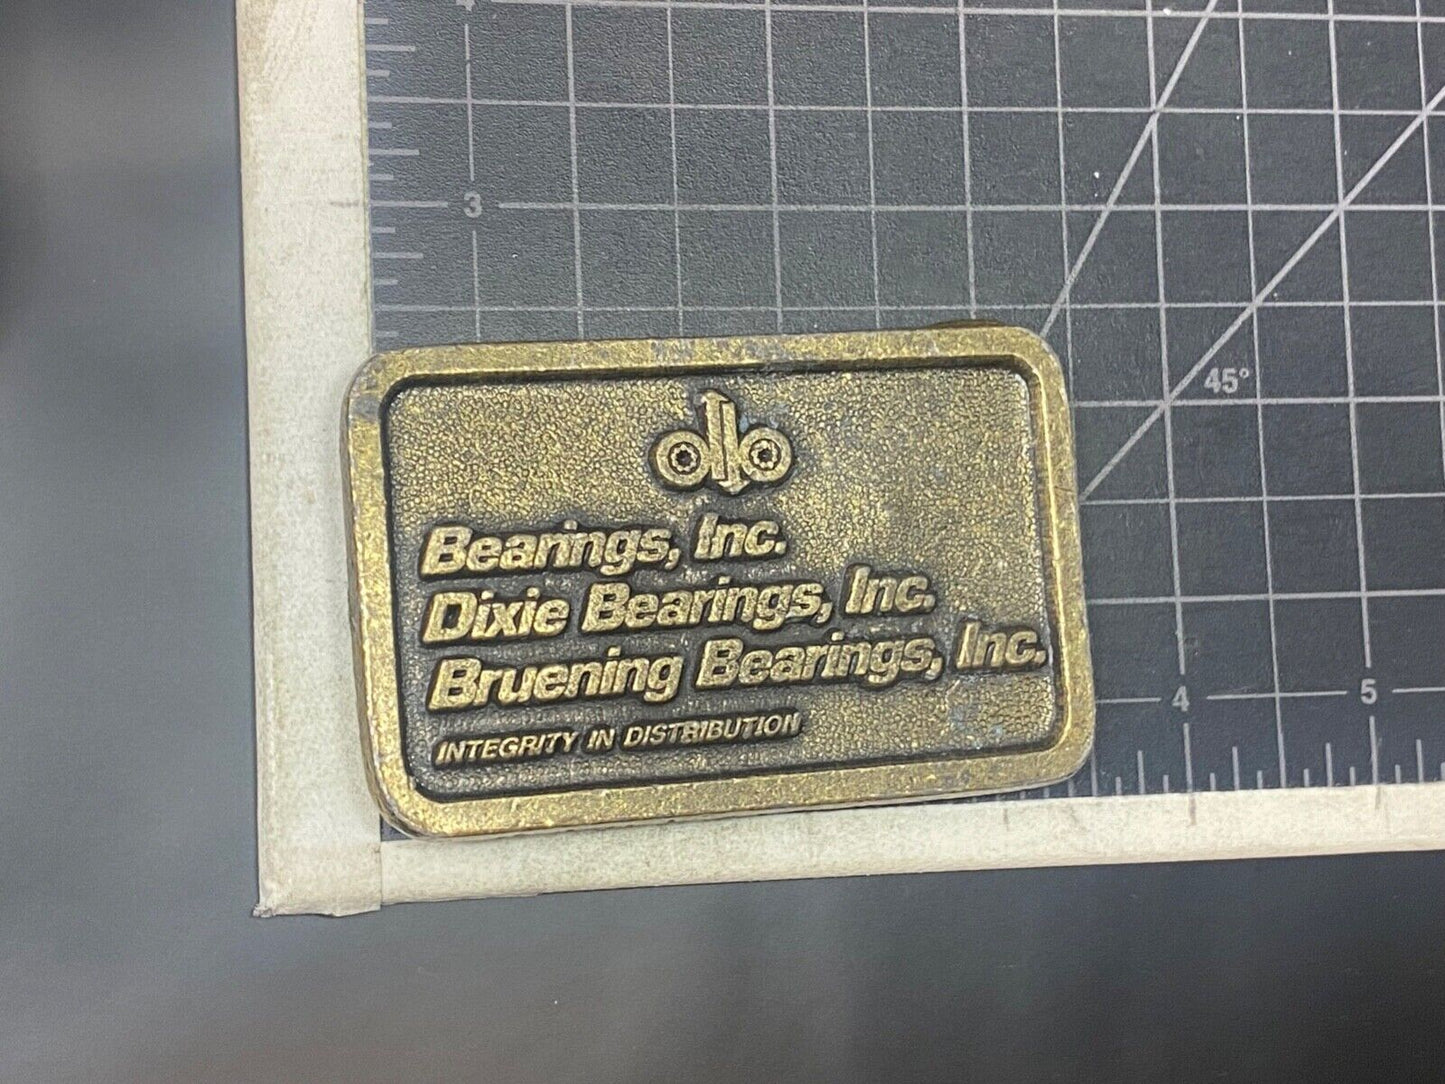 3
45°
Bearings, Inc.
Dixie Bearings, Inc.
Bruening Bearings, Inc.
INTEGRITY IN DISTRIBUTION
4
5